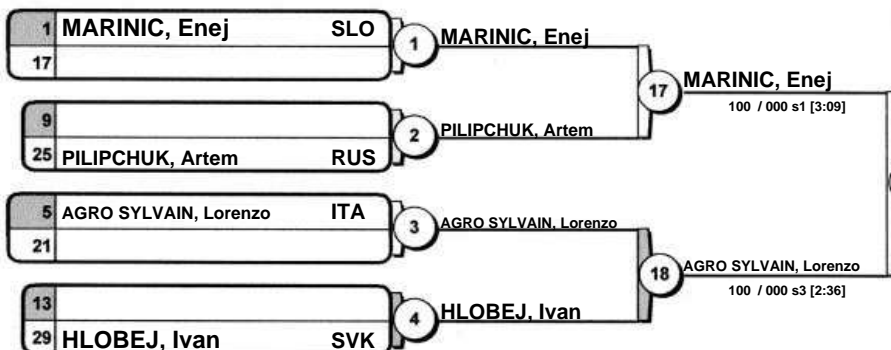 1 MARINIC, Enej SLO
17
1 MARINIC, Enej
9
25 PILIPCHUK, Artem RUS
2 PILIPCHUK, Artem
17 MARINIC, Enej
100 / 000 s1 [3:09]
5 AGRO SYLVAIN, Lorenzo ITA
21
3 AGRO SYLVAIN, Lorenzo
13
29 HLOBEJ, Ivan SVK
4 HLOBEJ, Ivan
18 AGRO SYLVAIN, Lorenzo
100 / 000 s3 [2:36]